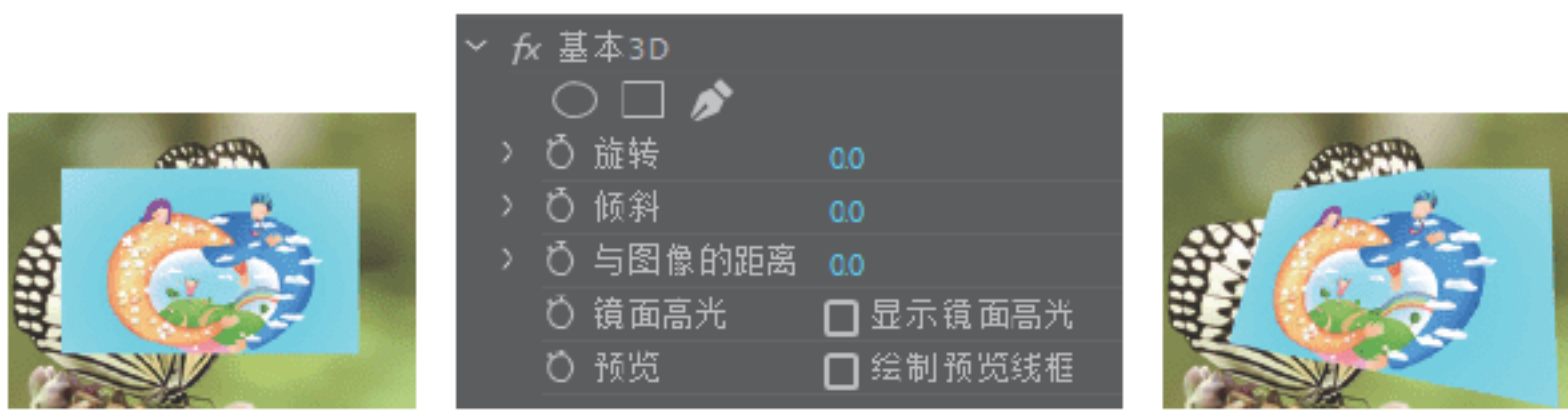 fx 基本3D
旋转 0.0
倾斜 0.0
与图像的距离 0.0
镜面高光 显示镜面高光
预览 绘制预览线框